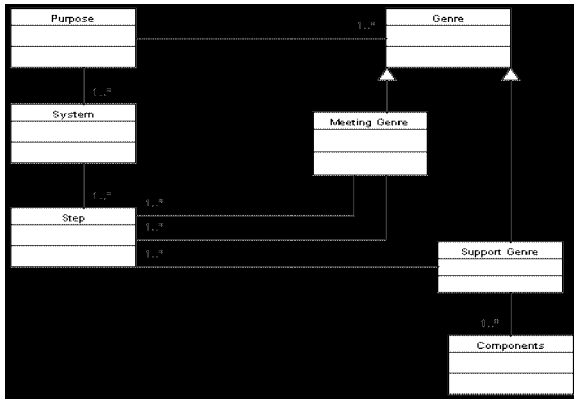 Purpose
1..*
Genre
1..*
System
Meeting Genre
1..*
1..*
Step
1..*
1..*
Support Genre
1..*
Components